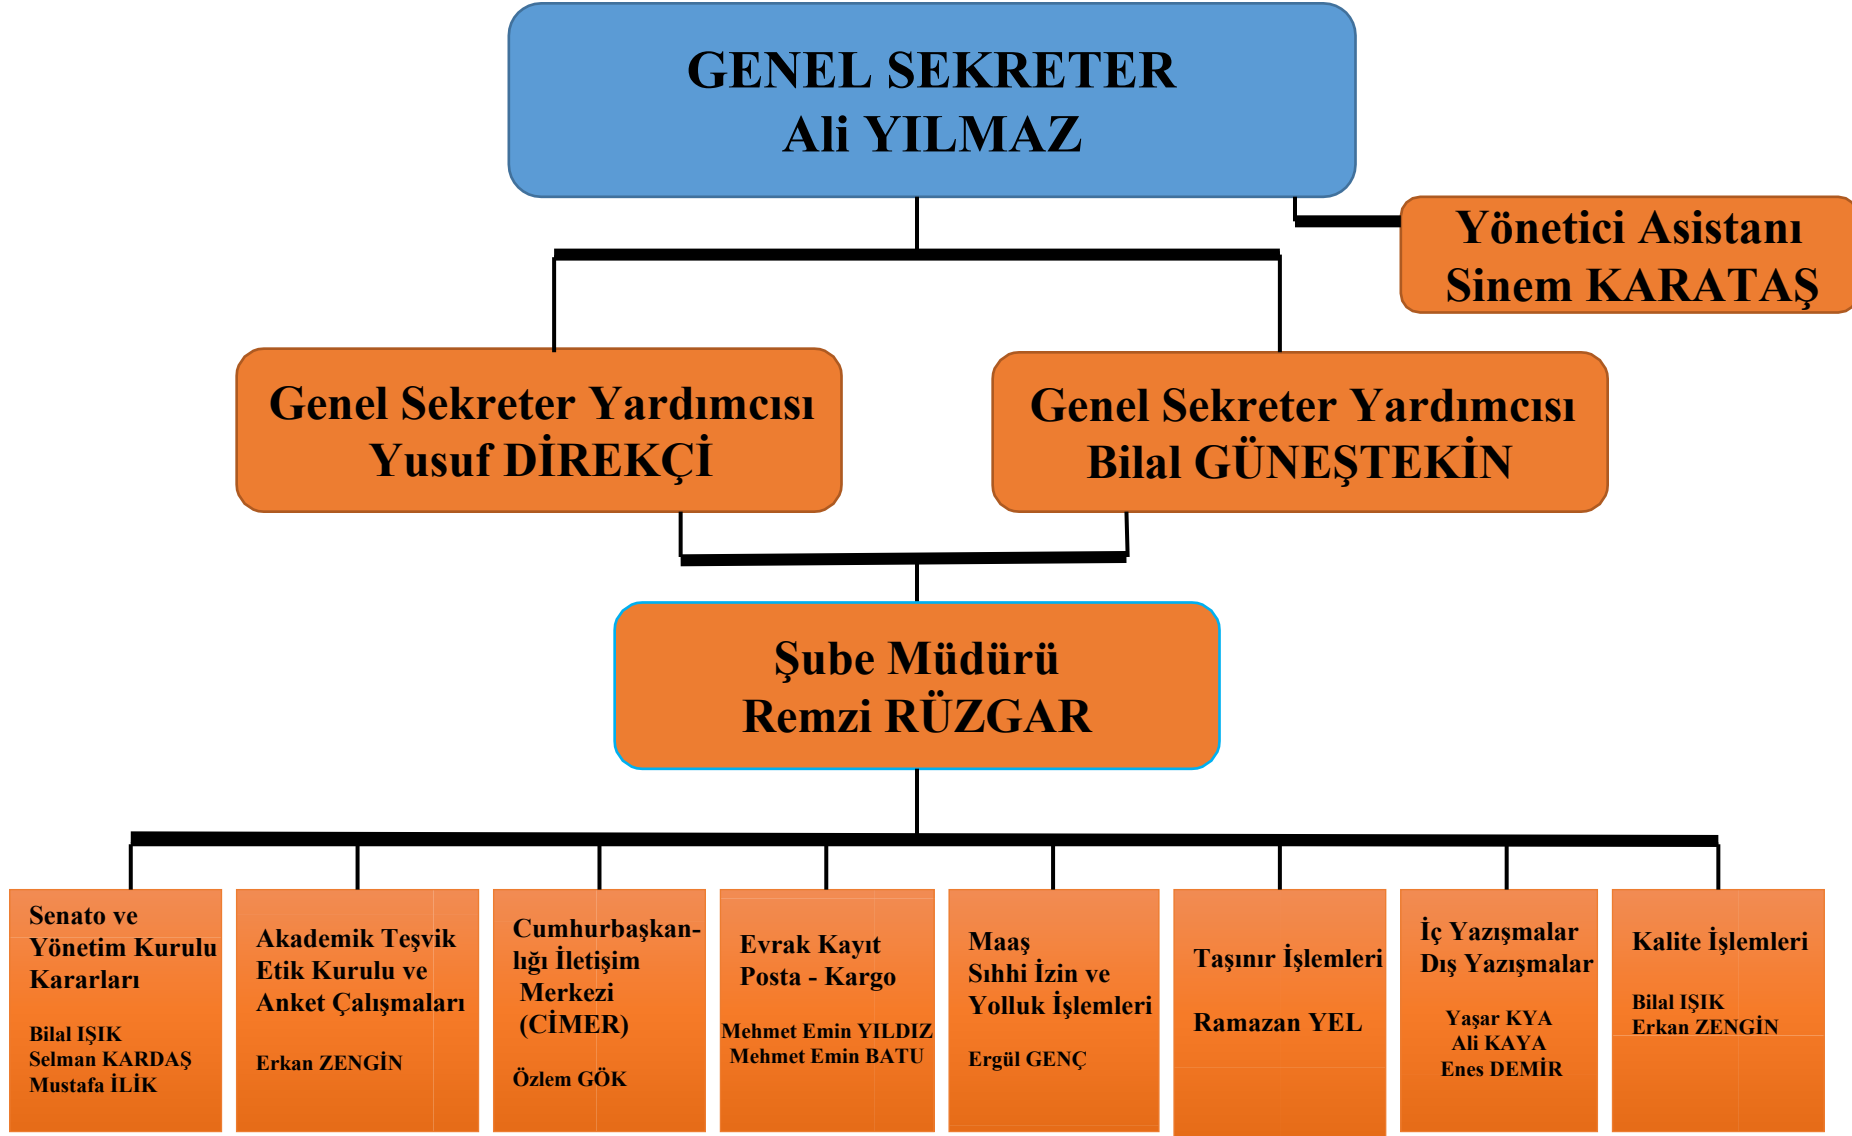 GENEL SEKRETER
Ali YILMAZ
Yönetici Asistanı
Sinem KARATAŞ
Genel Sekreter Yardımcısı
Yusuf DİREKÇİ
Genel Sekreter Yardımcısı
Bilal GÜNEŞTEKİN
Şube Müdürü
Remzi RÜZGAR
Senato ve
Yönetim Kurulu
Kararları
Bilal IŞIK
Selman KARDAŞ
Mustafa İLİK
Akademik Teşvik
Etik Kurulu ve
Anket Çalışmaları
Erkan ZENGİN
Cumhurbaşkan-
lığı İletişim
Merkezi
(CİMER)
Özlem GÖK
Evrak Kayıt
Posta - Kargo
Mehmet Emin YILDIZ
Mehmet Emin BATU
Maaş
Sıhhi İzin ve
Yolluk İşlemleri
Ergül GENÇ
Taşınır İşlemleri
Ramazan YEL
İç Yazışmalar
Dış Yazışmalar
Yaşar KYA
Ali KAYA
Enes DEMİR
Kalite İşlemleri
Bilal IŞIK
Erkan ZENGİN